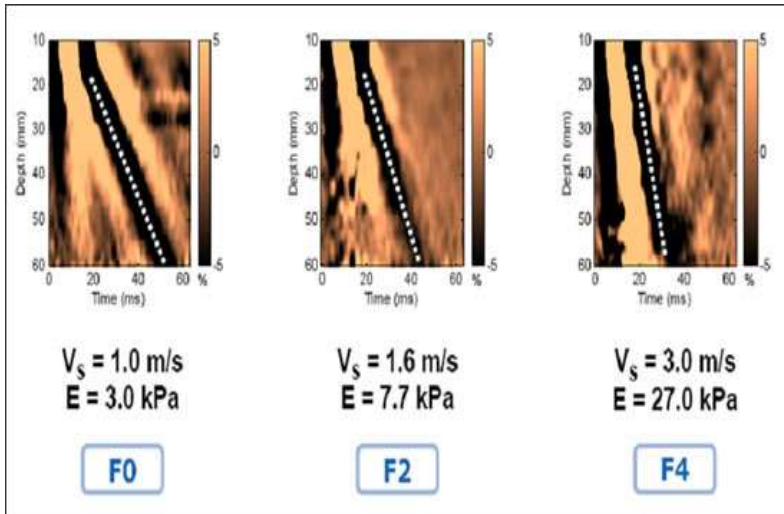 10
20
30
40
50
60
Depth (mm)
0 20 40 60
Time (ms)
5
0
-5
%
10
20
30
40
50
60
Depth (mm)
0 20 40 60
Time (ms)
5
0
-5
%
10
20
30
40
50
60
Depth (mm)
0 20 40 60
Time (ms)
5
0
-5
%
Vs = 1.0 m/s
E = 3.0 kPa
F0
Vs = 1.6 m/s
E = 7.7 kPa
F2
Vs = 3.0 m/s
E = 27.0 kPa
F4